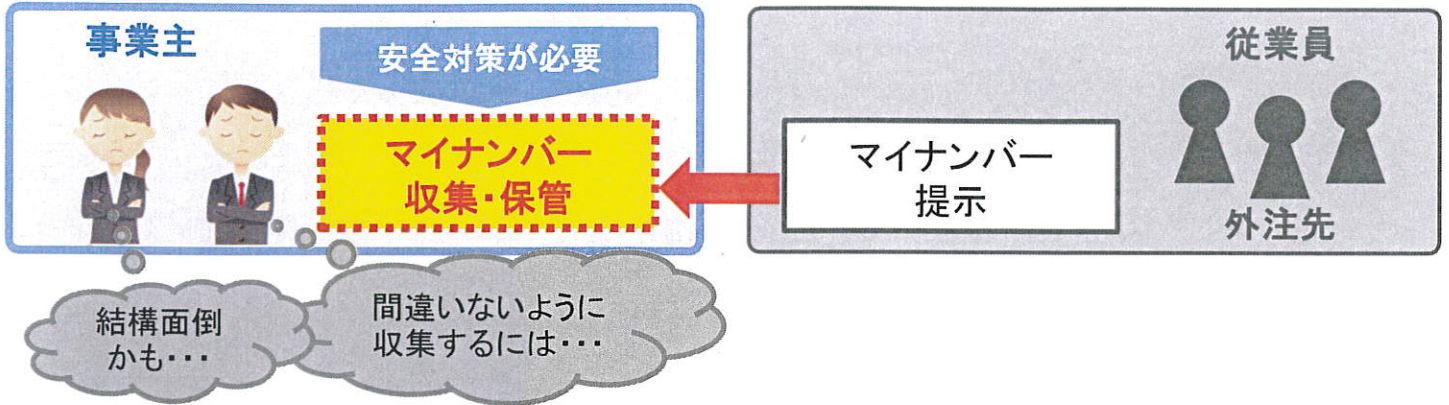 事業主
安全対策が必要
マイナンバー
収集・保管
従業員
マイナンバー
提示
外注先
結構面倒
かも・・・
間違いないように
収集するには・・・